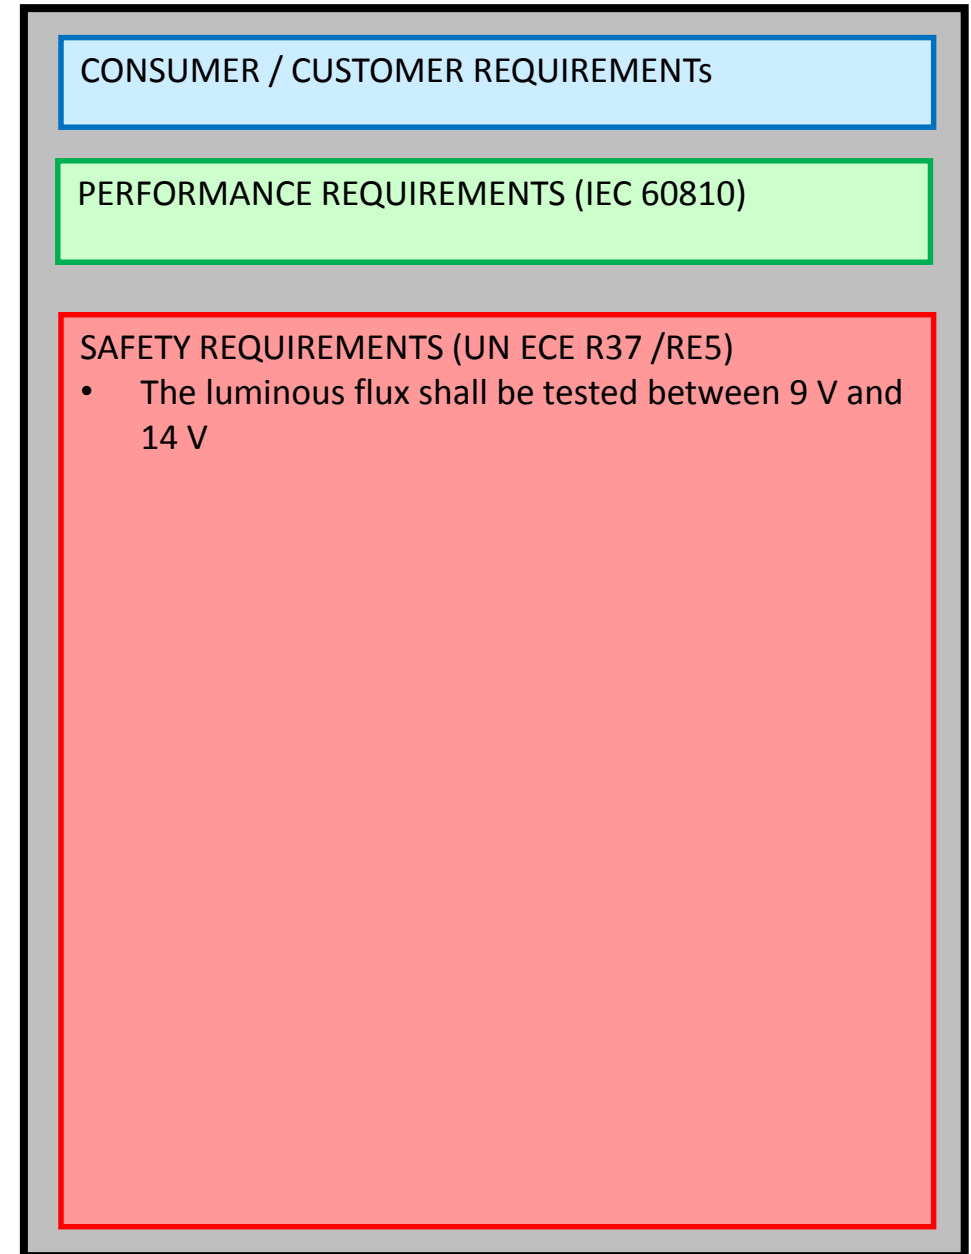 CONSUMER / CUSTOMER REQUIREMENTs
PERFORMANCE REQUIREMENTS (IEC 60810)
SAFETY REQUIREMENTS (UN ECE R37 /RE5)
• The luminous flux shall be tested between 9 V and
14 V